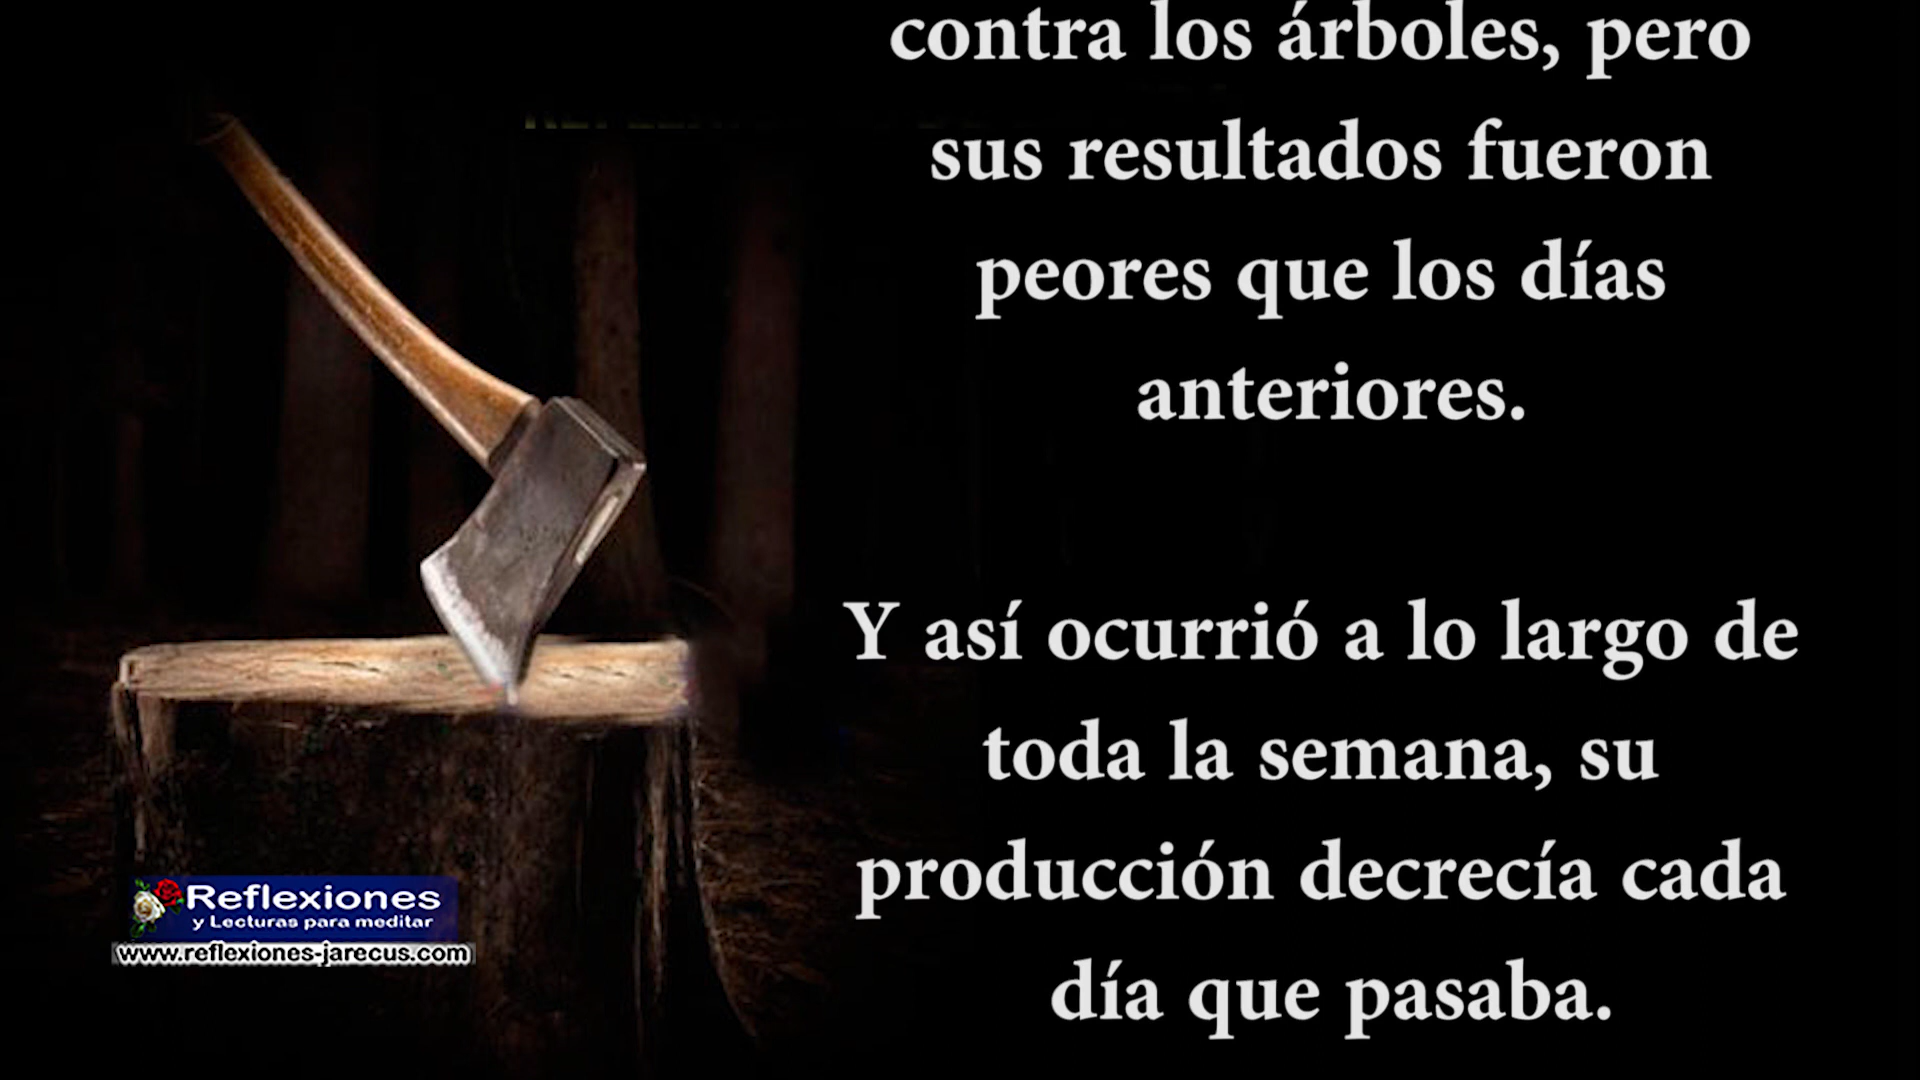 contra los árboles, pero
sus resultados fueron
peores que los días
anteriores.
Y así ocurrió a lo largo de
toda la semana, su
producción decrecía cada
día que pasaba.
Reflexiones
y Lecturas para meditar
www.reflexiones-jarecus.com